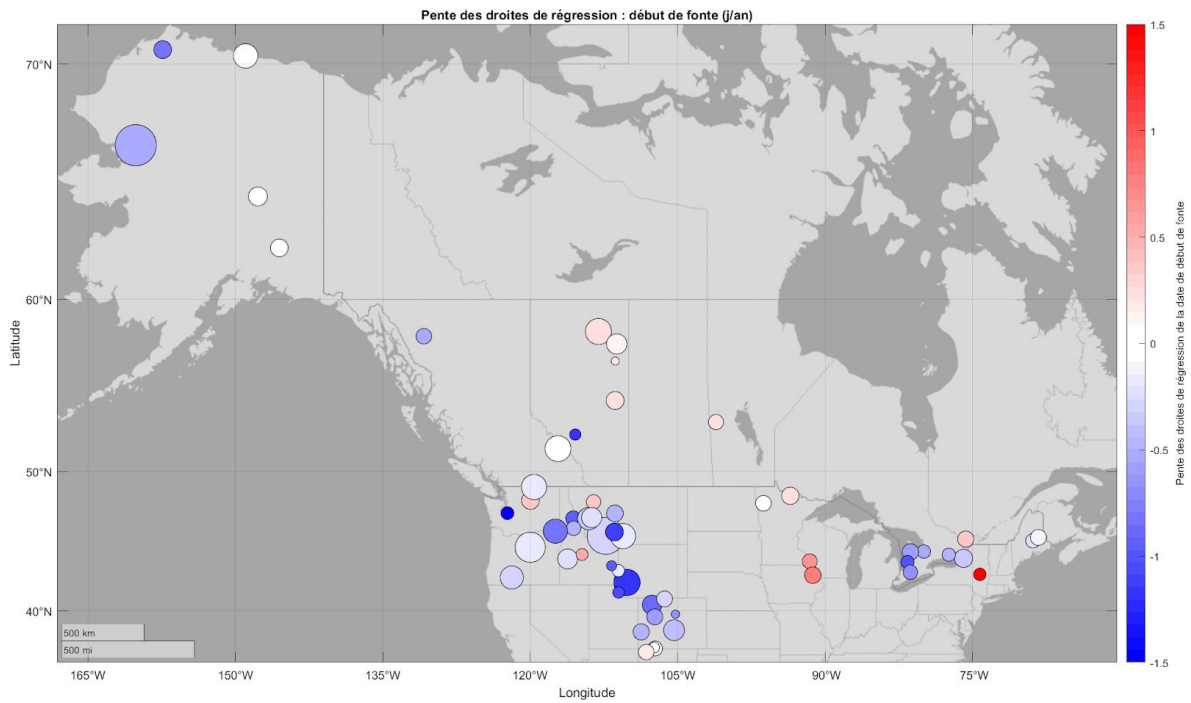 Pente des droites de régression : début de fonte (j/an)
70°N
60°N
50°N
40°N
Latitude
500 km
500 mi
165°W 150°W 135°W 120°W 105°W 90°W 75°W
Longitude
1.5
1
0.5
0
-0.5
-1
-1.5
Pente des droites de régression de la date de début de fonte